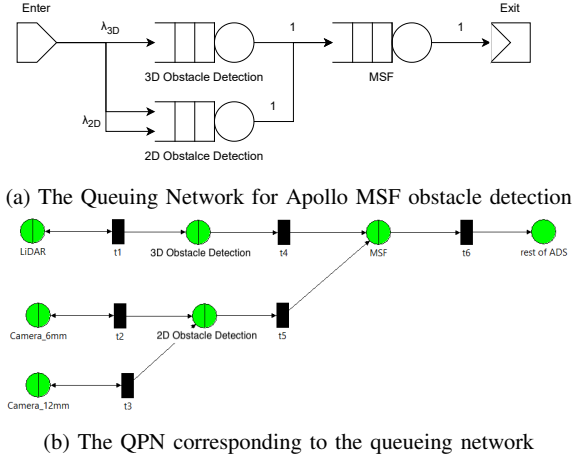 Enter
Exit
λ3D
1
1
3D Obstacle Detection
MSF
λ2D
1
2D Obstalce Detection
(a) The Queuing Network for Apollo MSF obstacle detection
LiDAR
t1
3D Obstacle Detection
t4
MSF
t6
rest of ADS
Camera_6mm
t2
2D Obstacle Detection
t5
Camera_12mm
t3
(b) The QPN corresponding to the queueing network